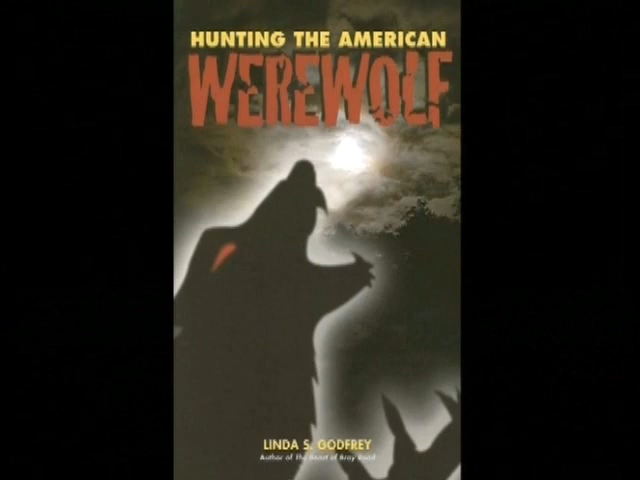 HUNTING THE AMERICAN
WEREWOLF
LINDA S. GODFREY
Author of The Beast of Bray Road